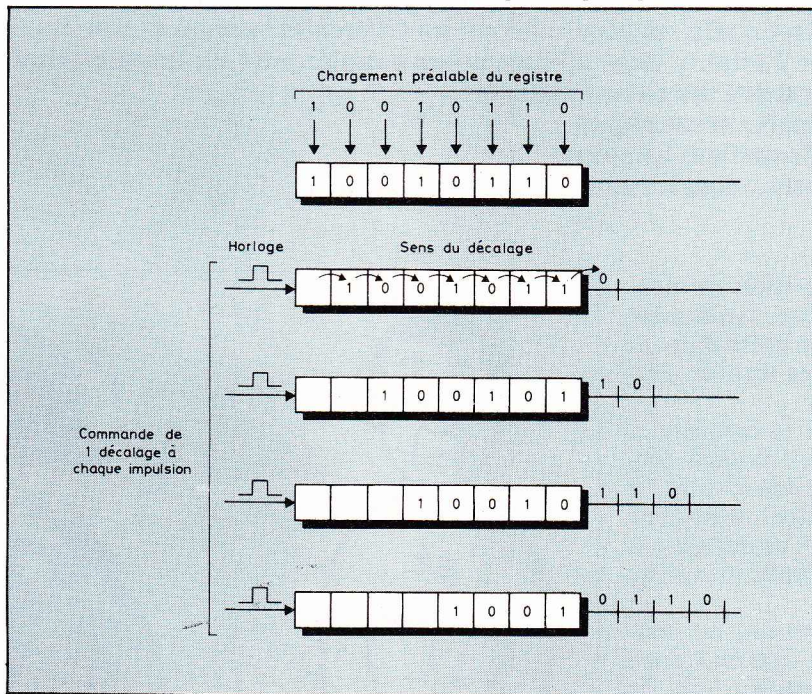 Chargement préalable du registre
1 0 0 1 0 1 1 0
1 0 0 1 0 1 1 0
Horloge Sens du décalage
1 0 0 1 0 1 1 0
1 0 0 1 0 1 1 0
Commande de
1 décalage à
chaque impulsion
1 0 0 1 0 1 1 0
1 0 0 1 0 1 1 0